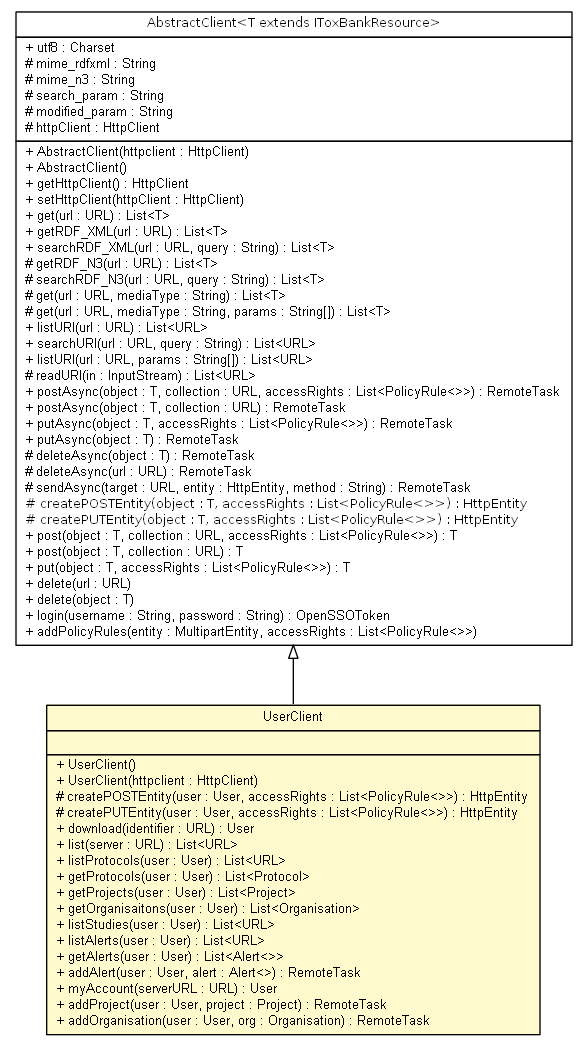 AbstractClient<T extends IToxBankResource>
+ utf8 : Charset
# mime_rdfxml : String
# mime_n3 : String
# search_param : String
# modified_param : String
# httpClient : HttpClient
+ AbstractClient(httpclient : HttpClient)
+ AbstractClient()
+ getHttpClient() : HttpClient
+ setHttpClient(httpClient : HttpClient)
+ get(url : URL) : List<T>
+ getRDF_XML(url : URL) : List<T>
+ searchRDF_XML(url : URL, query : String) : List<T>
# getRDF_N3(url : URL) : List<T>
# searchRDF_N3(url : URL, query : String) : List<T>
# get(url : URL, mediaType : String) : List<T>
# get(url : URL, mediaType : String, params : String[]) : List<T>
+ listURI(url : URL) : List<URL>
+ searchURI(url : URL, query : String) : List<URL>
+ listURI(url : URL, params : String[]) : List<URL>
# readURI(in : InputStream) : List<URL>
+ postAsync(object : T, collection : URL, accessRights : List<PolicyRule<>>) : RemoteTask
+ postAsync(object : T, collection : URL) : RemoteTask
+ putAsync(object : T, accessRights : List<PolicyRule<>>) : RemoteTask
+ putAsync(object : T) : RemoteTask
# deleteAsync(object : T) : RemoteTask
# deleteAsync(url : URL) : RemoteTask
# sendAsync(target : URL, entity : HttpEntity, method : String) : RemoteTask
# createPOSTEntity(object : T, accessRights : List<PolicyRule<>>) : HttpEntity
# createPUTEntity(object : T, accessRights : List<PolicyRule<>>) : HttpEntity
+ post(object : T, collection : URL, accessRights : List<PolicyRule<>>) : T
+ post(object : T, collection : URL) : T
+ put(object : T, accessRights : List<PolicyRule<>>) : T
+ delete(url : URL)
+ delete(object : T)
+ login(username : String, password : String) : OpenSSOToken
+ addPolicyRules(entity : MultipartEntity, accessRights : List<PolicyRule<>>)
UserClient
+ UserClient()
+ UserClient(httpclient : HttpClient)
# createPOSTEntity(user : User, accessRights : List<PolicyRule<>>) : HttpEntity
# createPUTEntity(user : User, accessRights : List<PolicyRule<>>) : HttpEntity
+ download(identifier : URL) : User
+ list(server : URL) : List<URL>
+ listProtocols(user : User) : List<URL>
+ getProtocols(user : User) : List<Protocol>
+ getProjects(user : User) : List<Project>
+ getOrganisaitons(user : User) : List<Organisation>
+ listStudies(user : User) : List<URL>
+ listAlerts(user : User) : List<URL>
+ getAlerts(user : User) : List<Alert<>>
+ addAlert(user : User, alert : Alert<>) : RemoteTask
+ myAccount(serverURL : URL) : User
+ addProject(user : User, project : Project) : RemoteTask
+ addOrganisation(user : User, org : Organisation) : RemoteTask